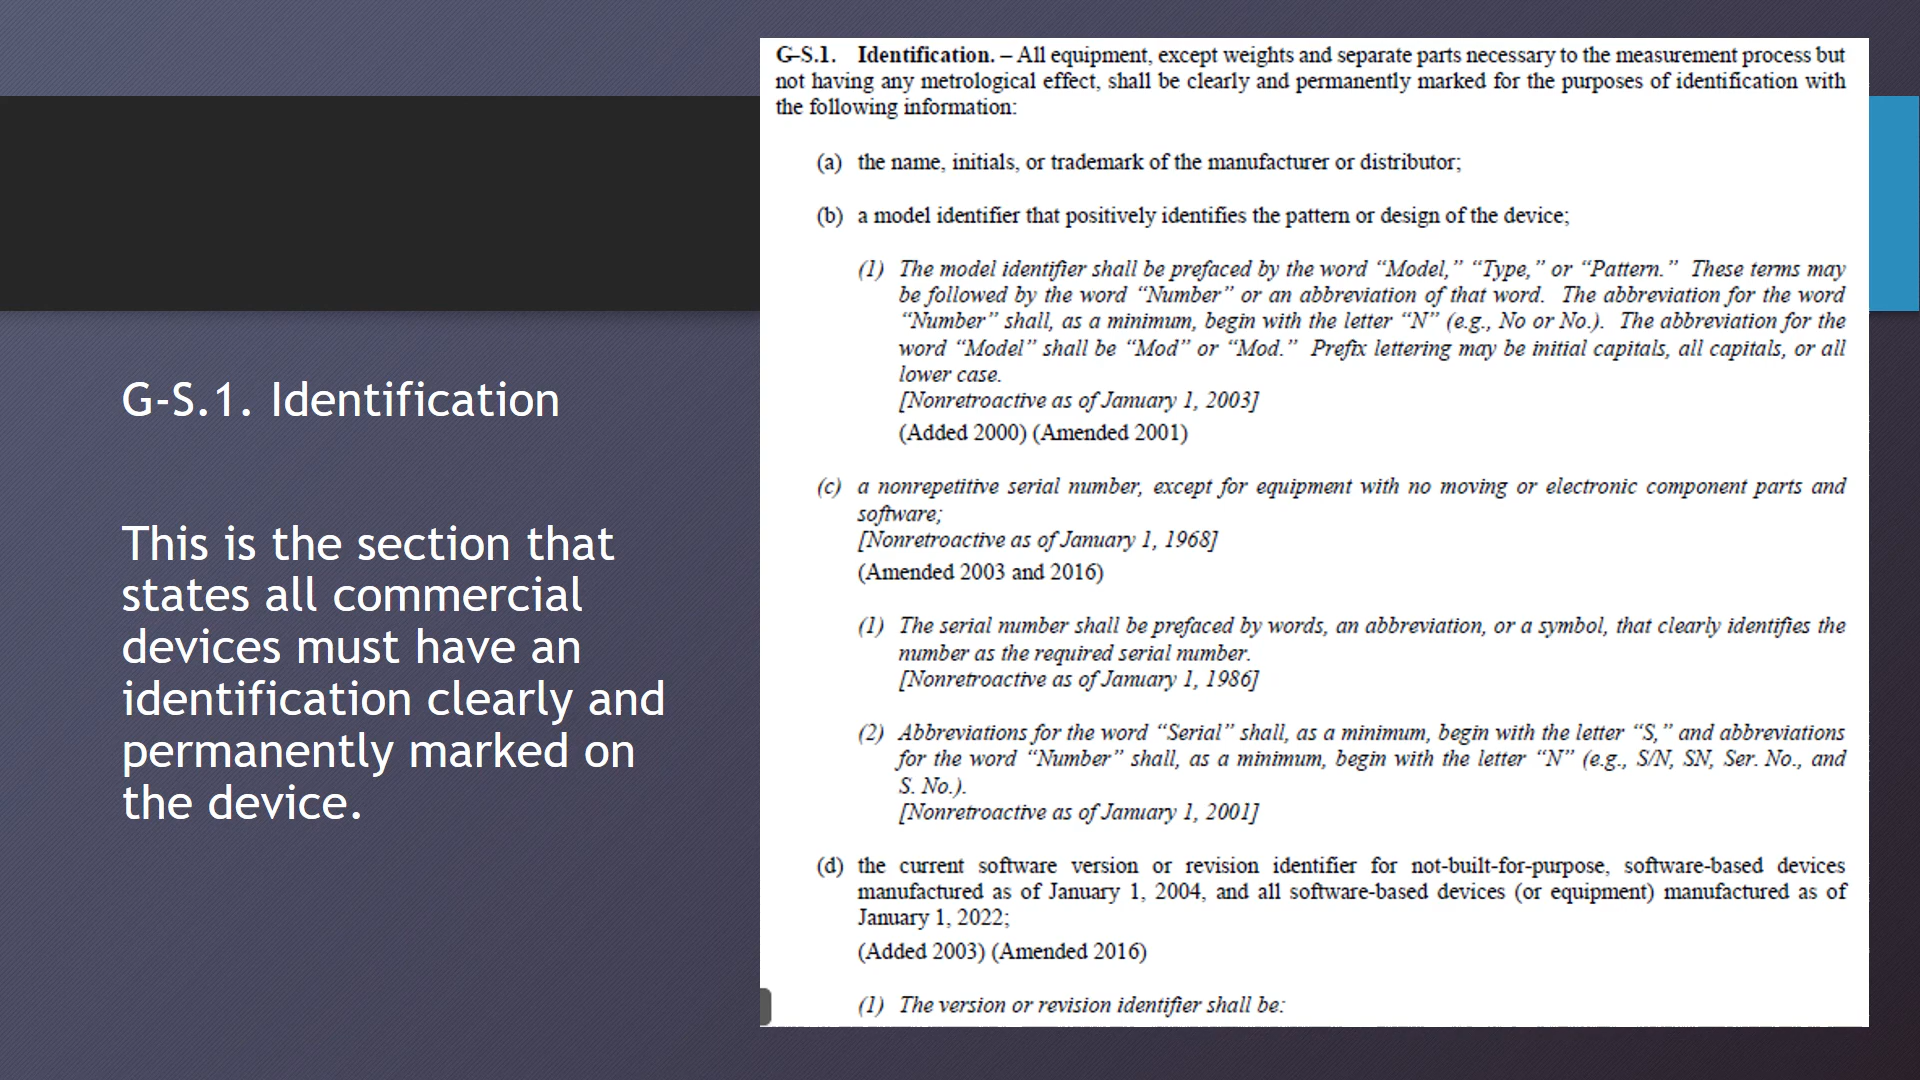 G-S.1. Identification
This is the section that
states all commercial
devices must have an
identification clearly and
permanently marked on
the device.
G-S.1. Identification. – All equipment, except weights and separate parts necessary to the measurement process but
not having any metrological effect, shall be clearly and permanently marked for the purposes of identification with
the following information:
(a) the name, initials, or trademark of the manufacturer or distributor;
(b) a model identifier that positively identifies the pattern or design of the device;
(1) The model identifier shall be prefaced by the word “Model,” “Type,” or “Pattern.” These terms may
be followed by the word “Number” or an abbreviation of that word. The abbreviation for the word
“Number” shall, as a minimum, begin with the letter “N” (e.g., No or No.). The abbreviation for the
word “Model” shall be “Mod” or “Mod.” Prefix lettering may be initial capitals, all capitals, or all
lower case.
[Nonretroactive as of January 1, 2003]
(Added 2000) (Amended 2001)
(c) a nonrepetitive serial number, except for equipment with no moving or electronic component parts and
software;
[Nonretroactive as of January 1, 1968]
(Amended 2003 and 2016)
(1) The serial number shall be prefaced by words, an abbreviation, or a symbol, that clearly identifies the
number as the required serial number.
[Nonretroactive as of January 1, 1986]
(2) Abbreviations for the word “Serial” shall, as a minimum, begin with the letter “S,” and abbreviations
for the word “Number” shall, as a minimum, begin with the letter “N” (e.g., S/N, SN, Ser. No., and
S. No.).
[Nonretroactive as of January 1, 2001]
(d) the current software version or revision identifier for not-built-for-purpose, software-based devices
manufactured as of January 1, 2004, and all software-based devices (or equipment) manufactured as of
January 1, 2022;
(Added 2003) (Amended 2016)
(1) The version or revision identifier shall be: